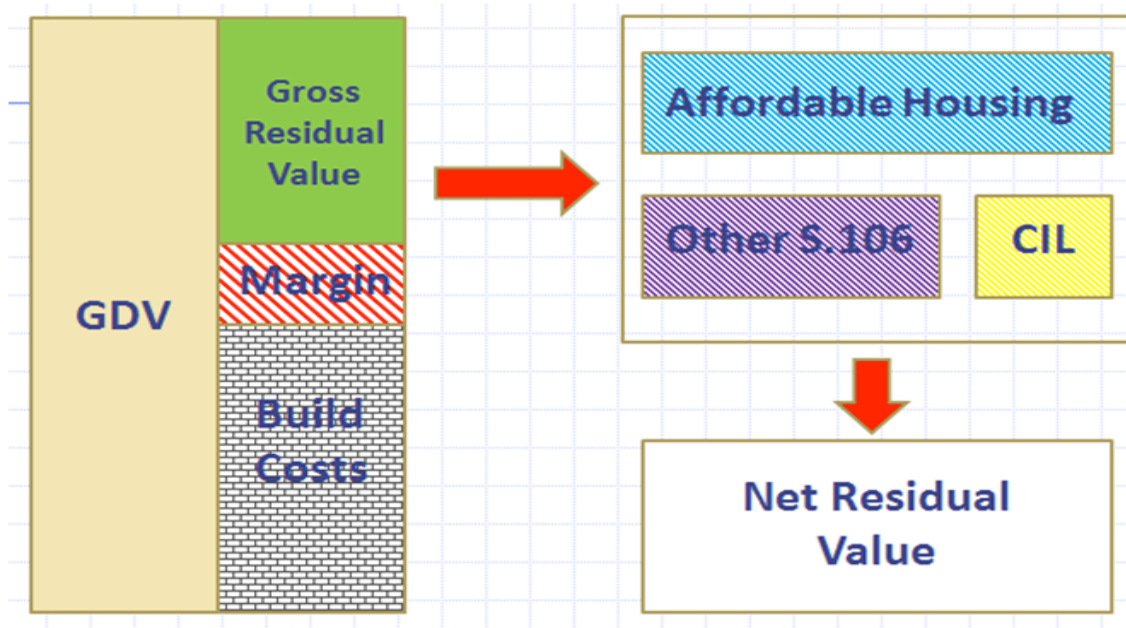 GDV
Gross
Residual
Value
Margin
Build
Costs
Affordable Housing
Other S.106
CIL
Net Residual
Value